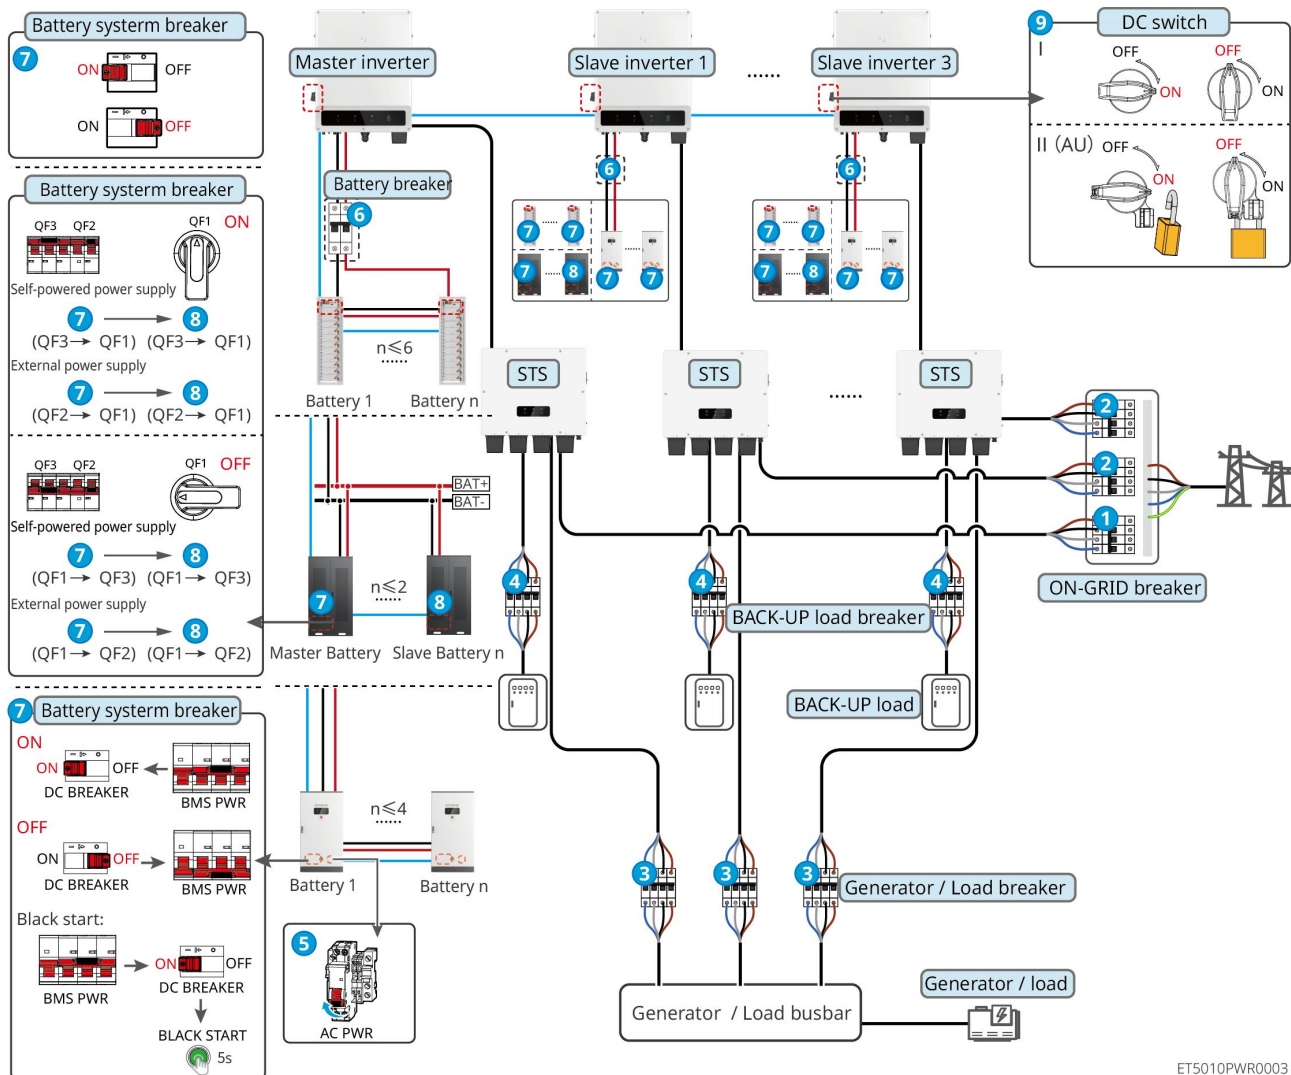 Battery systerm breaker
7
ON
OFF
ON
OFF
Battery systerm breaker
QF3 QF2
QF1
ON
Self-powered power supply
7 8
(QF3→ QF1) (QF3→ QF1)
External power supply
7 8
(QF2→ QF1) (QF2→ QF1)
QF3 QF2
QF1
OFF
Self-powered power supply
7 8
(QF1→ QF3) (QF1→ QF3)
External power supply
7 8
(QF1→ QF2) (QF1→ QF2)
7 Battery systerm breaker
ON
ON OFF
DC BREAKER
BMS PWR
OFF
ON OFF
DC BREAKER
BMS PWR
Black start:
BMS PWR
ON OFF
DC BREAKER
BLACK START
5s
Master inverter
Slave inverter 1
......
Slave inverter 3
Battery breaker
6
6
6
7 ...... 7
7 ...... 8
7 ...... 7
7 ...... 7
7 ...... 8
7 ...... 7
n≤6
......
Battery 1
Battery n
STS
STS
......
STS
BAT+
BAT-
7
n≤2
8
Master Battery
Slave Battery n
n≤4
......
Battery 1
Battery n
5
AC PWR
9 DC switch
I
OFF
ON
OFF
ON
II (AU)
OFF
ON
OFF
ON
2
2
1
ON-GRID breaker
4
4
4
BACK-UP load breaker
BACK-UP load
3
3
3
Generator / Load breaker
Generator / Load busbar
Generator / load
ET5010PWR0003